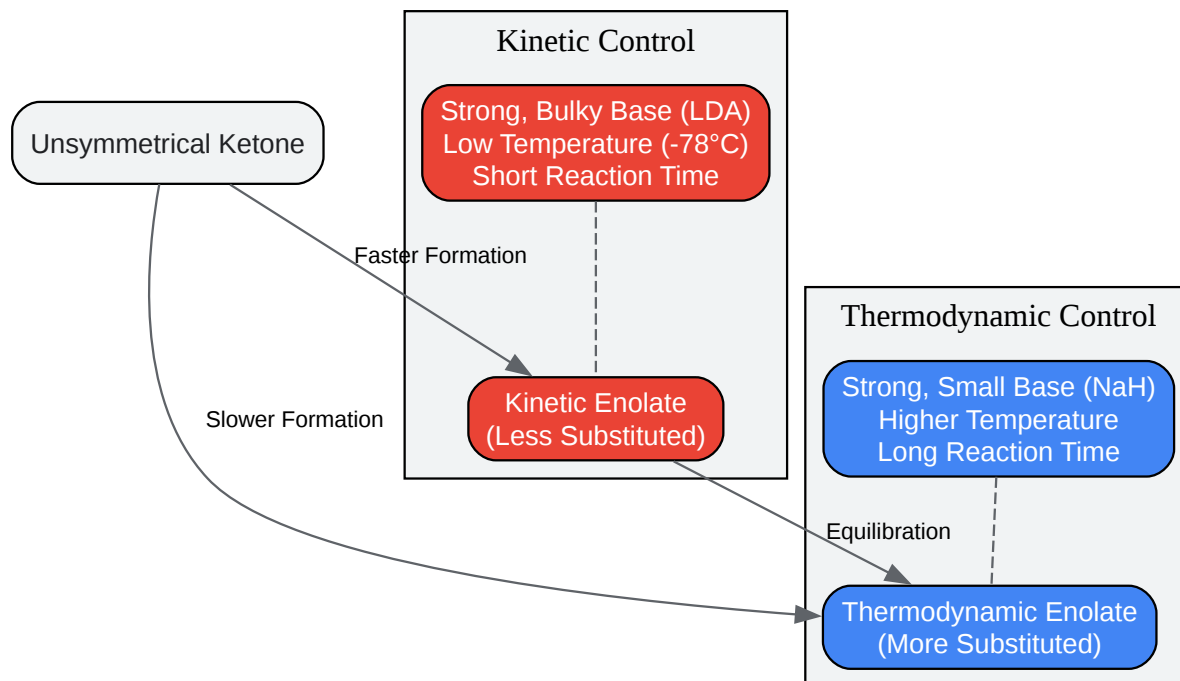 Kinetic Control
Strong, Bulky Base (LDA)
Low Temperature (-78°C)
Short Reaction Time
Unsymmetrical Ketone
Faster Formation
Kinetic Enolate
(Less Substituted)
Slower Formation
Thermodynamic Control
Strong, Small Base (NaH)
Higher Temperature
Long Reaction Time
Equilibration
Thermodynamic Enolate
(More Substituted)